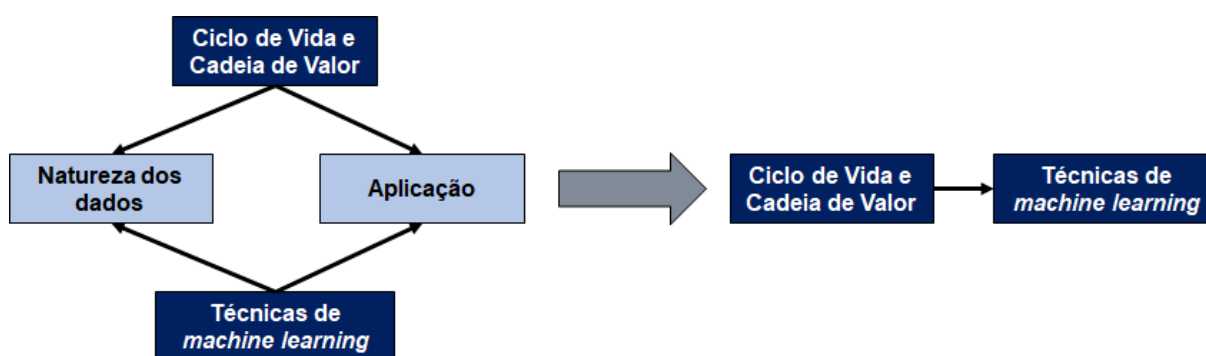 Ciclo de Vida e
Cadeia de Valor
Natureza dos
dados
Aplicação
Técnicas de
machine learning
Ciclo de Vida e
Cadeia de Valor
Técnicas de
machine learning